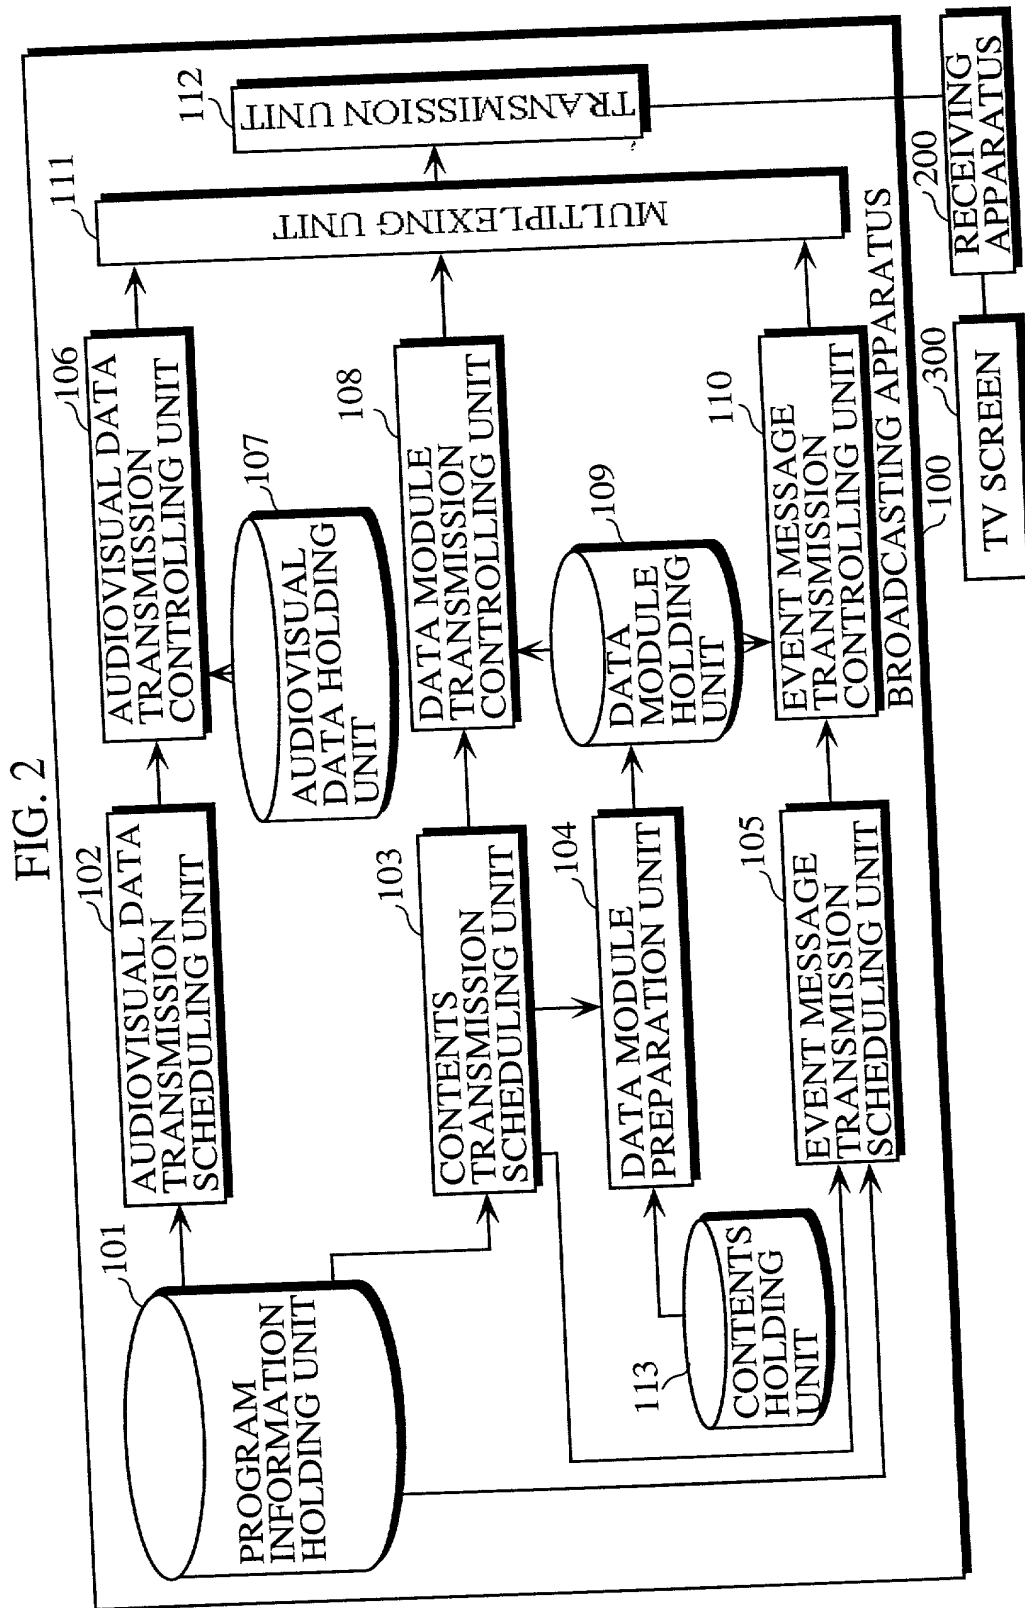 FIG. 2
101
PROGRAM
INFORMATION
HOLDING UNIT
102
AUDIOVISUAL DATA
TRANSMISSION
SCHEDULING UNIT
106
AUDIOVISUAL DATA
TRANSMISSION
CONTROLLING UNIT
107
AUDIOVISUAL
DATA HOLDING
UNIT
103
CONTENTS
TRANSMISSION
SCHEDULING UNIT
108
DATA MODULE
TRANSMISSION
CONTROLLING UNIT
113
CONTENTS
HOLDING
UNIT
104
DATA MODULE
PREPARATION UNIT
109
DATA
MODULE
HOLDING
UNIT
105
EVENT MESSAGE
TRANSMISSION
SCHEDULING UNIT
110
EVENT MESSAGE
TRANSMISSION
CONTROLLING UNIT
111
MULTIPLEXING UNIT
112
TRANSMISSION UNIT
BROADCASTING APPARATUS
100
300
TV SCREEN
200
RECEIVING
APPARATUS